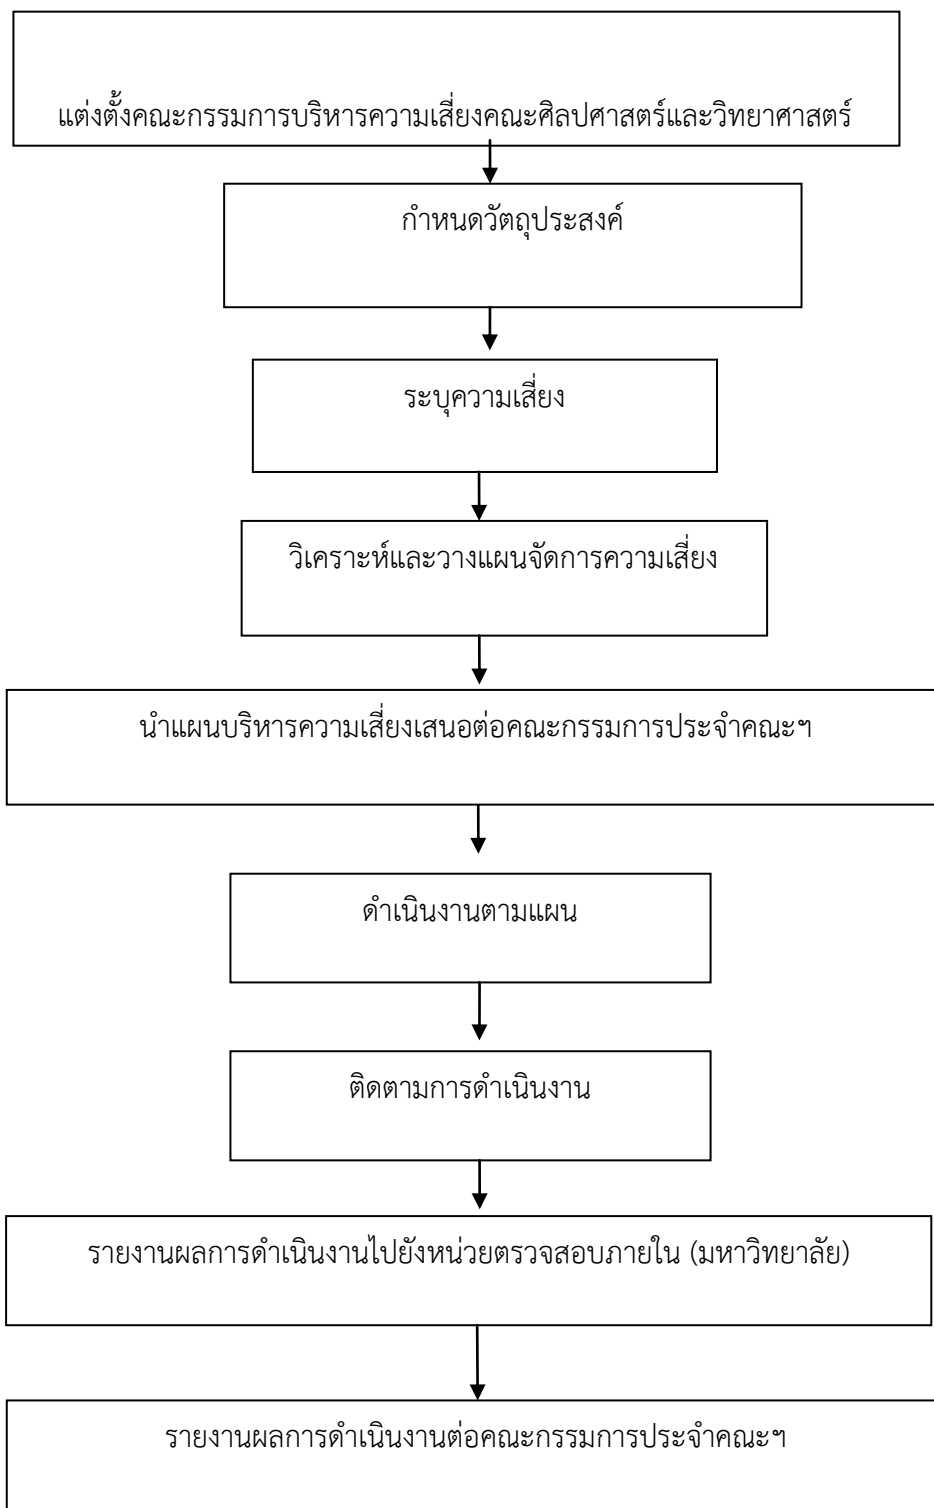 แต่งตั้งคณะกรรมการบริหารความเสี่ยงคณะศิลปศาสตร์และวิทยาศาสตร์
กำหนดวัตถุประสงค์
ระบุความเสี่ยง
วิเคราะห์และวางแผนจัดการความเสี่ยง
นำแผนบริหารความเสี่ยงเสนอต่อคณะกรรมการประจำคณะฯ
ดำเนินงานตามแผน
ติดตามการดำเนินงาน
รายงานผลการดำเนินงานไปยังหน่วยตรวจสอบภายใน (มหาวิทยาลัย)
รายงานผลการดำเนินงานต่อคณะกรรมการประจำคณะฯ